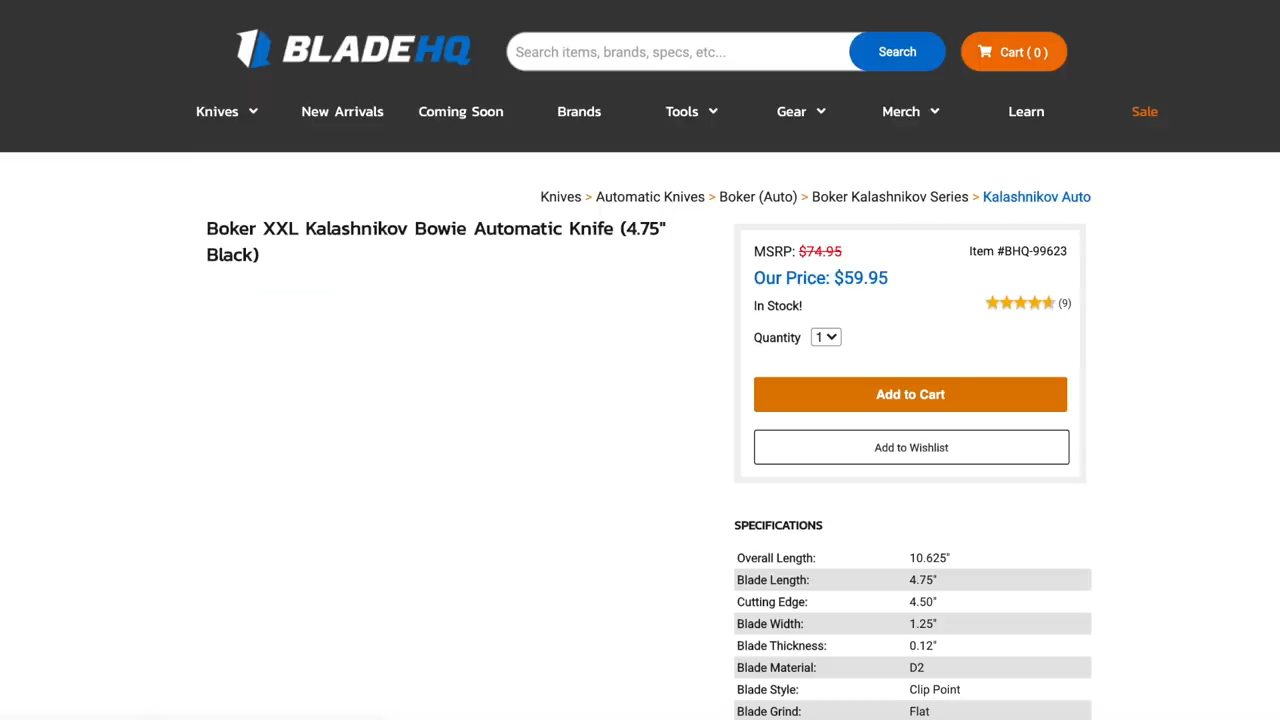 BLADEHQ
Search items, brands, specs, etc...
Search
Cart ( 0 )
Knives
New Arrivals
Coming Soon
Brands
Tools
Gear
Merch
Learn
Sale
Knives > Automatic Knives > Boker (Auto) > Boker Kalashnikov Series > Kalashnikov Auto
Boker XXL Kalashnikov Bowie Automatic Knife (4.75"
Black)
MSRP: $74.95
Item #BHQ-99623
Our Price: $59.95
In Stock!
(9)
Quantity 1
Add to Cart
Add to Wishlist
SPECIFICATIONS
Overall Length: 10.625"
Blade Length: 4.75"
Cutting Edge: 4.50"
Blade Width: 1.25"
Blade Thickness: 0.12"
Blade Material: D2
Blade Style: Clip Point
Blade Grind: Flat